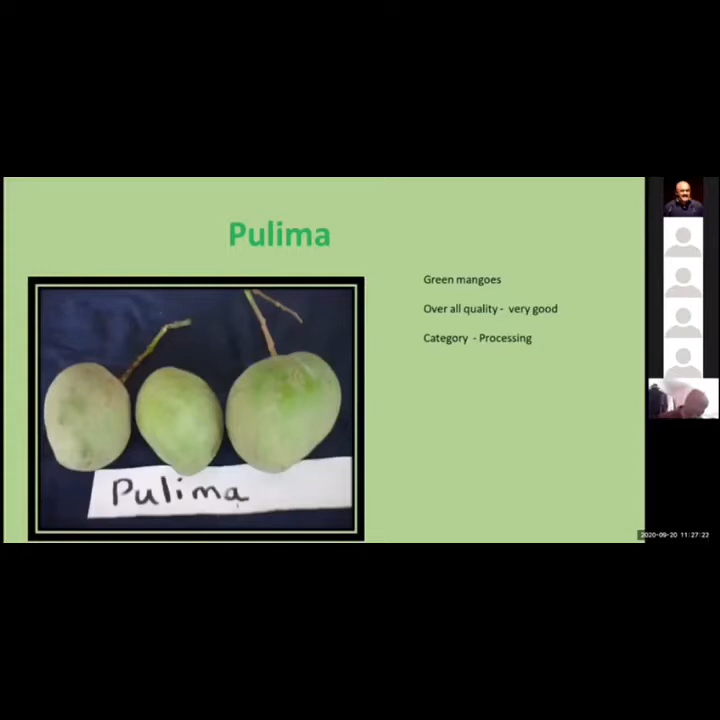 Pulima
Green mangoes
Over all quality - very good
Category - Processing
Pulima
2020-09-20 11:27:22